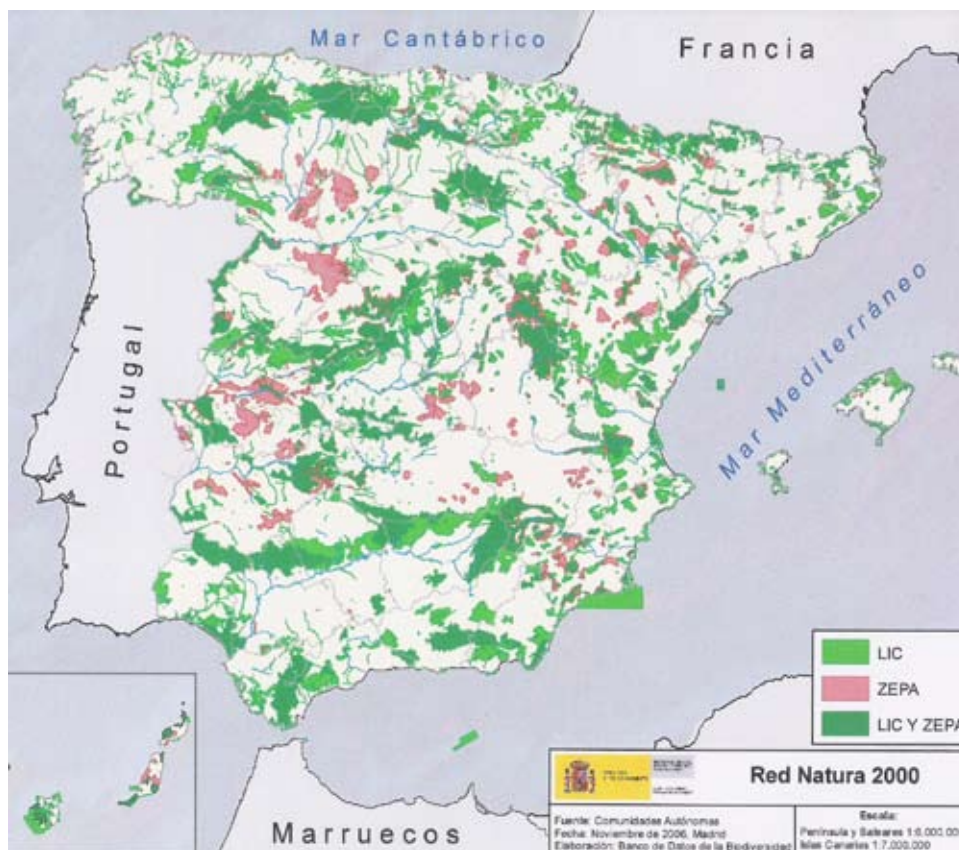 Mar Cantábrico
Francia
Portugal
Mar Mediterráneo
LIC
ZEPA
LIC Y ZEPA
Red Natura 2000
Marruecos
Fuente: Comunidades Autónomas
Fecha: Noviembre de 2006, Madrid
Elaboración: Banco de Datos de la Biodiversidad
Escala:
Península y Baleares 1:6.000.00
Islas Canarias 1:7.000.000